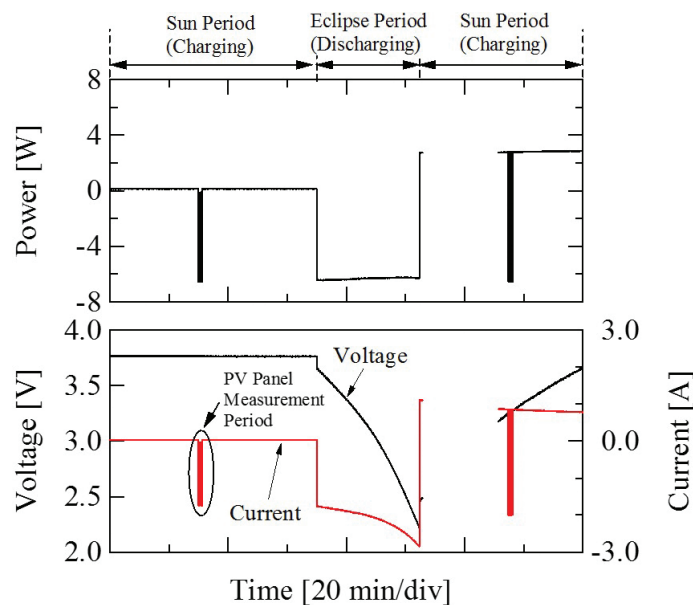 Sun Period Eclipse Period Sun Period
(Charging) (Discharging) (Charging)
8
4
0
-4
-8
Power [W]
4.0
3.5
3.0
2.5
2.0
Voltage [V]
Voltage
PV Panel
Measurement
Period
Current
3.0
0.0
-3.0
Current [A]
Time [20 min/div]